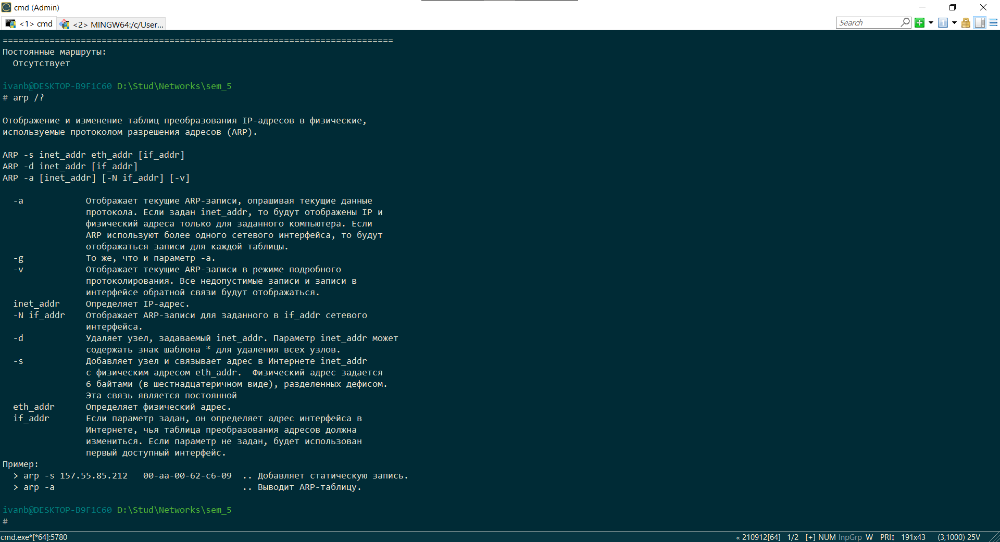 cmd (Admin)
<1> cmd
<2> MINGW64:/c/User...
Search
===========================================================================
Постоянные маршруты:
  Отсутствует
ivanb@DESKTOP-B9F1C60 D:\Stud\Networks\sem_5
# arp /?
Отображение и изменение таблиц преобразования IP-адресов в физические,
используемые протоколом разрешения адресов (ARP).
ARP -s inet_addr eth_addr [if_addr]
ARP -d inet_addr [if_addr]
ARP -a [inet_addr] [-N if_addr] [-v]
  -a            Отображает текущие ARP-записи, опрашивая текущие данные
                протокола. Если задан inet_addr, то будут отображены IP и
                физический адреса только для заданного компьютера. Если
                ARP используют более одного сетевого интерфейса, то будут
                отображаться записи для каждой таблицы.
  -g            То же, что и параметр -a.
  -v            Отображает текущие ARP-записи в режиме подробного
                протоколирования. Все недопустимые записи и записи в
                интерфейсе обратной связи будут отображаться.
  inet_addr     Определяет IP-адрес.
  -N if_addr    Отображает ARP-записи для заданного в if_addr сетевого
                интерфейса.
  -d            Удаляет узел, задаваемый inet_addr. Параметр inet_addr может
                содержать знак шаблона * для удаления всех узлов.
  -s            Добавляет узел и связывает адрес в Интернете inet_addr
                с физическим адресом eth_addr.  Физический адрес задается
                6 байтами (в шестнадцатеричном виде), разделенных дефисом.
                Эта связь является постоянной
  eth_addr      Определяет физический адрес.
  if_addr       Если параметр задан, он определяет адрес интерфейса в
                Интернете, чья таблица преобразования адресов должна
                измениться. Если параметр не задан, будет использован
                первый доступный интерфейс.
Пример:
  > arp -s 157.55.85.212   00-aa-00-62-c6-09  .. Добавляет статическую запись.
  > arp -a                                    .. Выводит ARP-таблицу.
ivanb@DESKTOP-B9F1C60 D:\Stud\Networks\sem_5
#
cmd.exe*[*64]:5780
« 210912[64] 1/2 [+] NUM InpGrp W PRI↕ 191x43 (3,1000) 25V